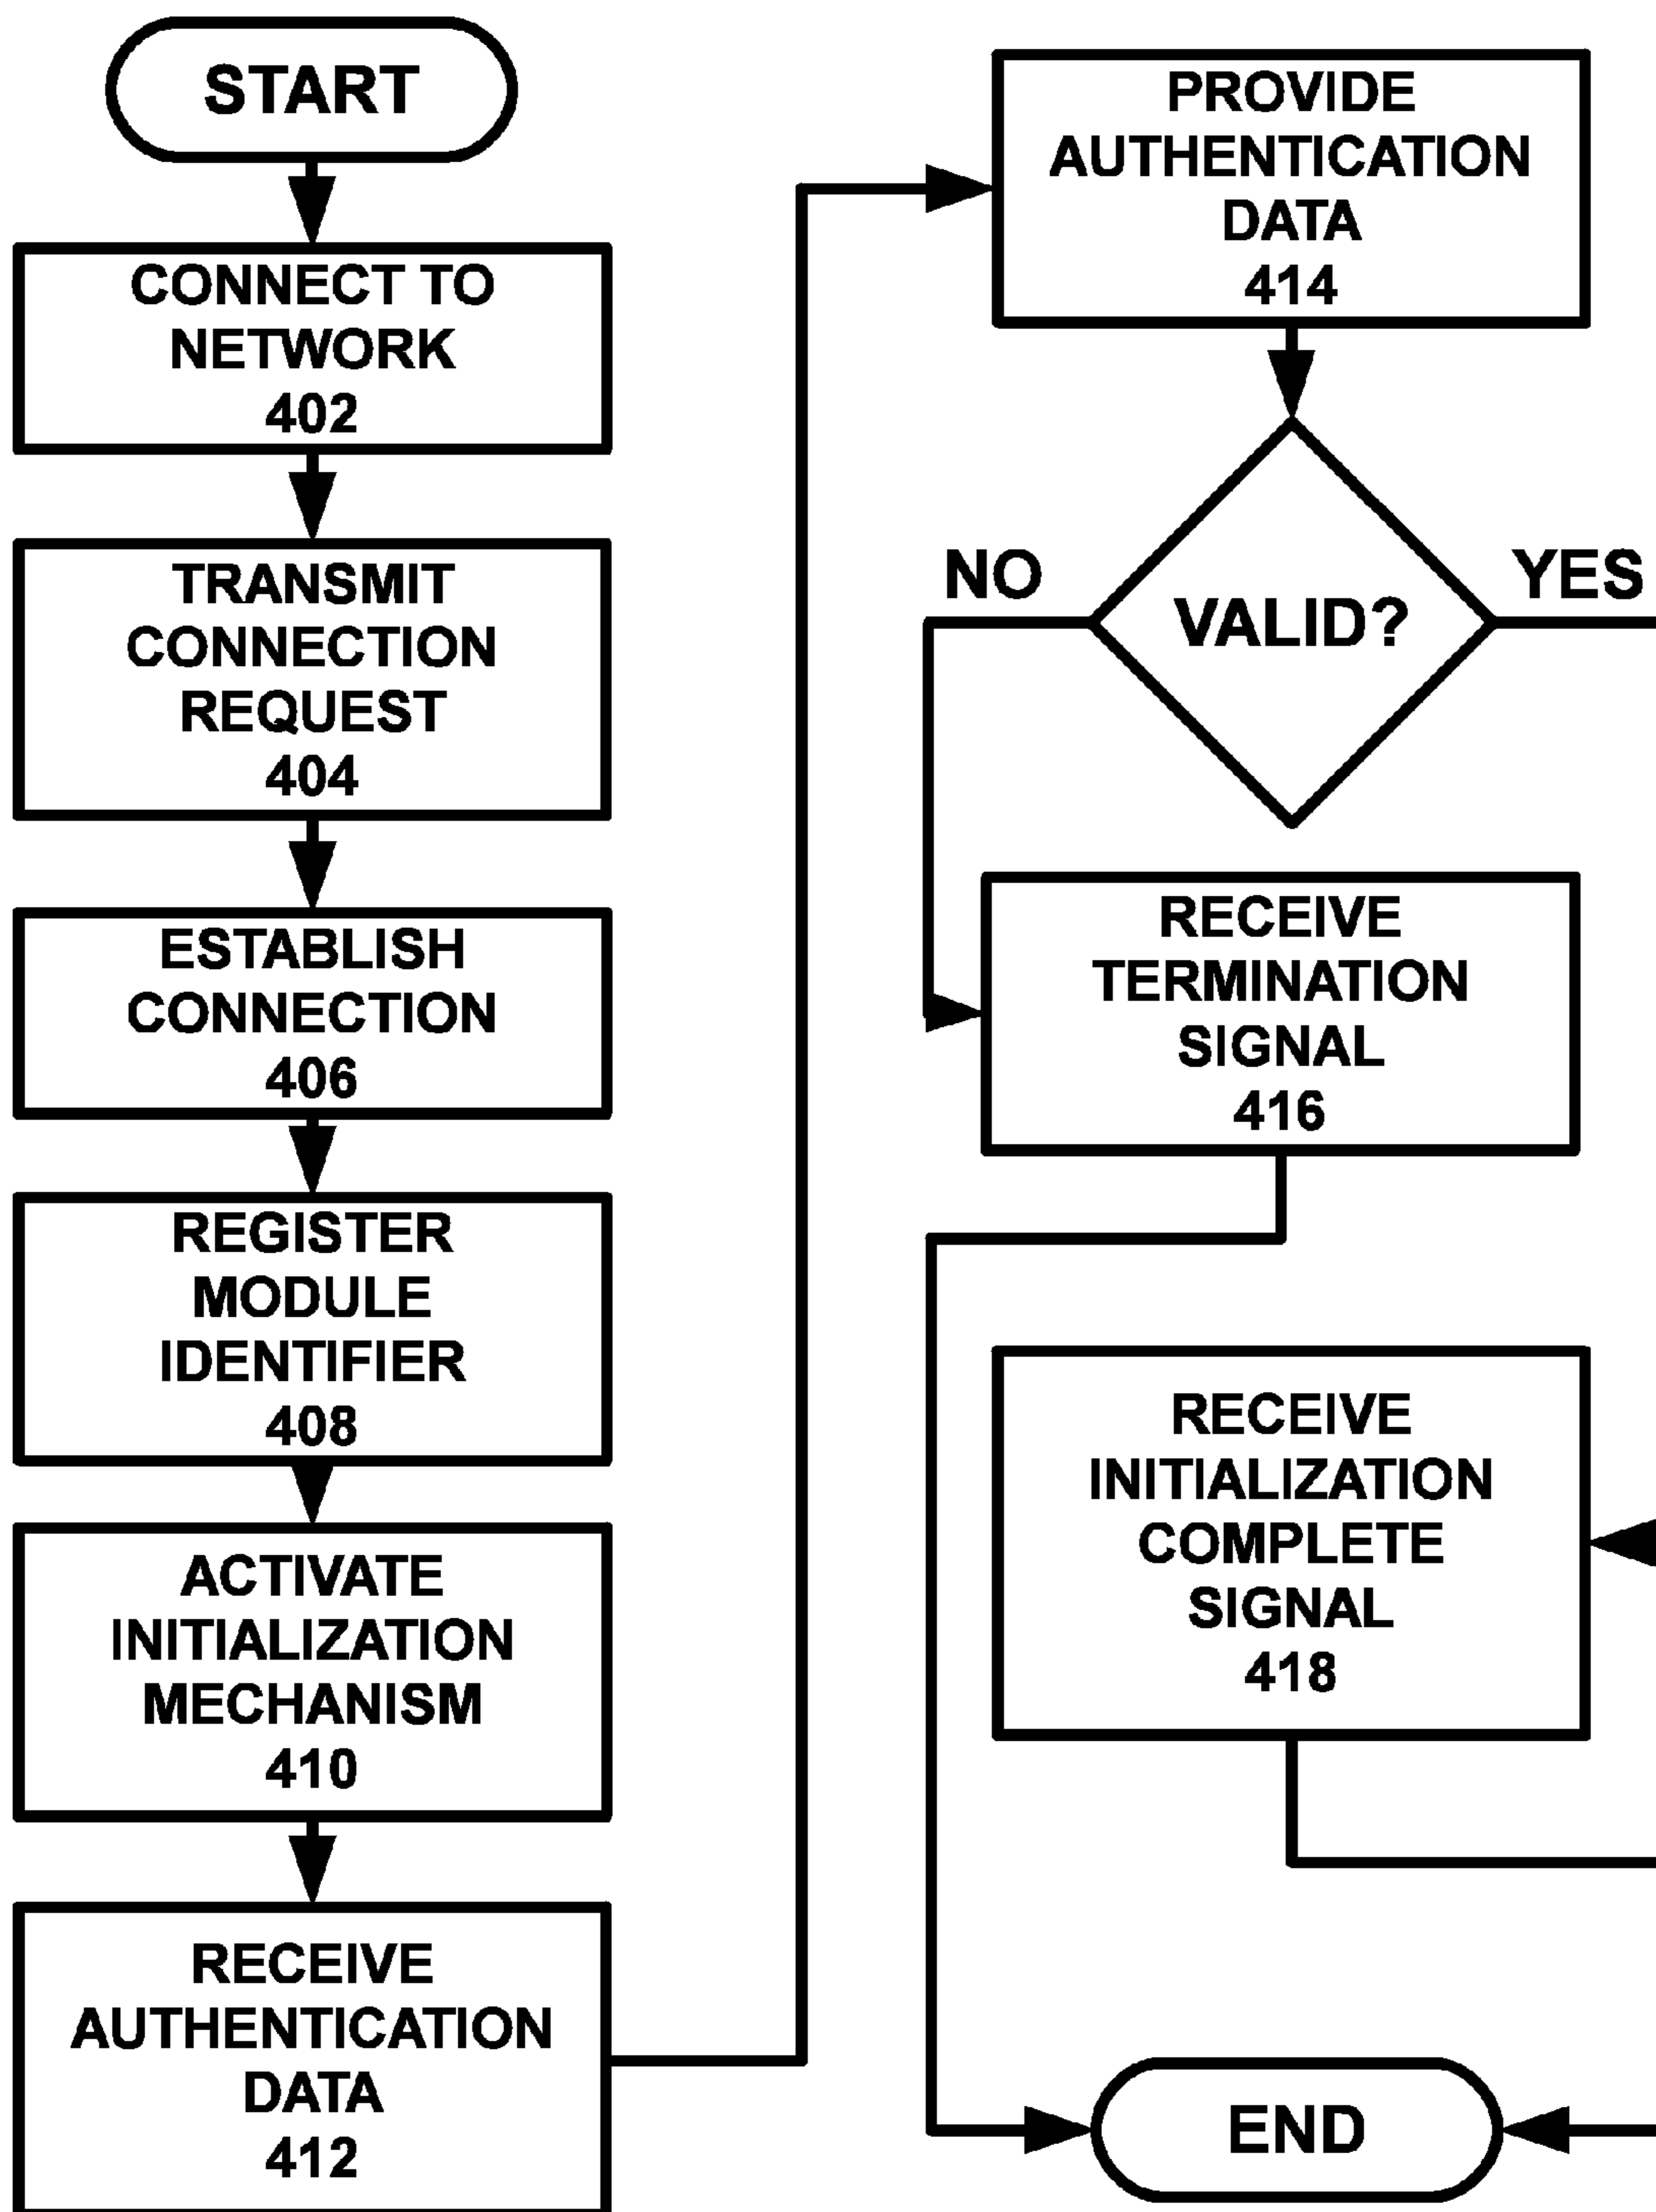 START
CONNECT TO
NETWORK
402
TRANSMIT
CONNECTION
REQUEST
404
ESTABLISH
CONNECTION
406
REGISTER
MODULE
IDENTIFIER
408
ACTIVATE
INITIALIZATION
MECHANISM
410
RECEIVE
AUTHENTICATION
DATA
412
PROVIDE
AUTHENTICATION
DATA
414
VALID?
NO
YES
RECEIVE
TERMINATION
SIGNAL
416
RECEIVE
INITIALIZATION
COMPLETE
SIGNAL
418
END